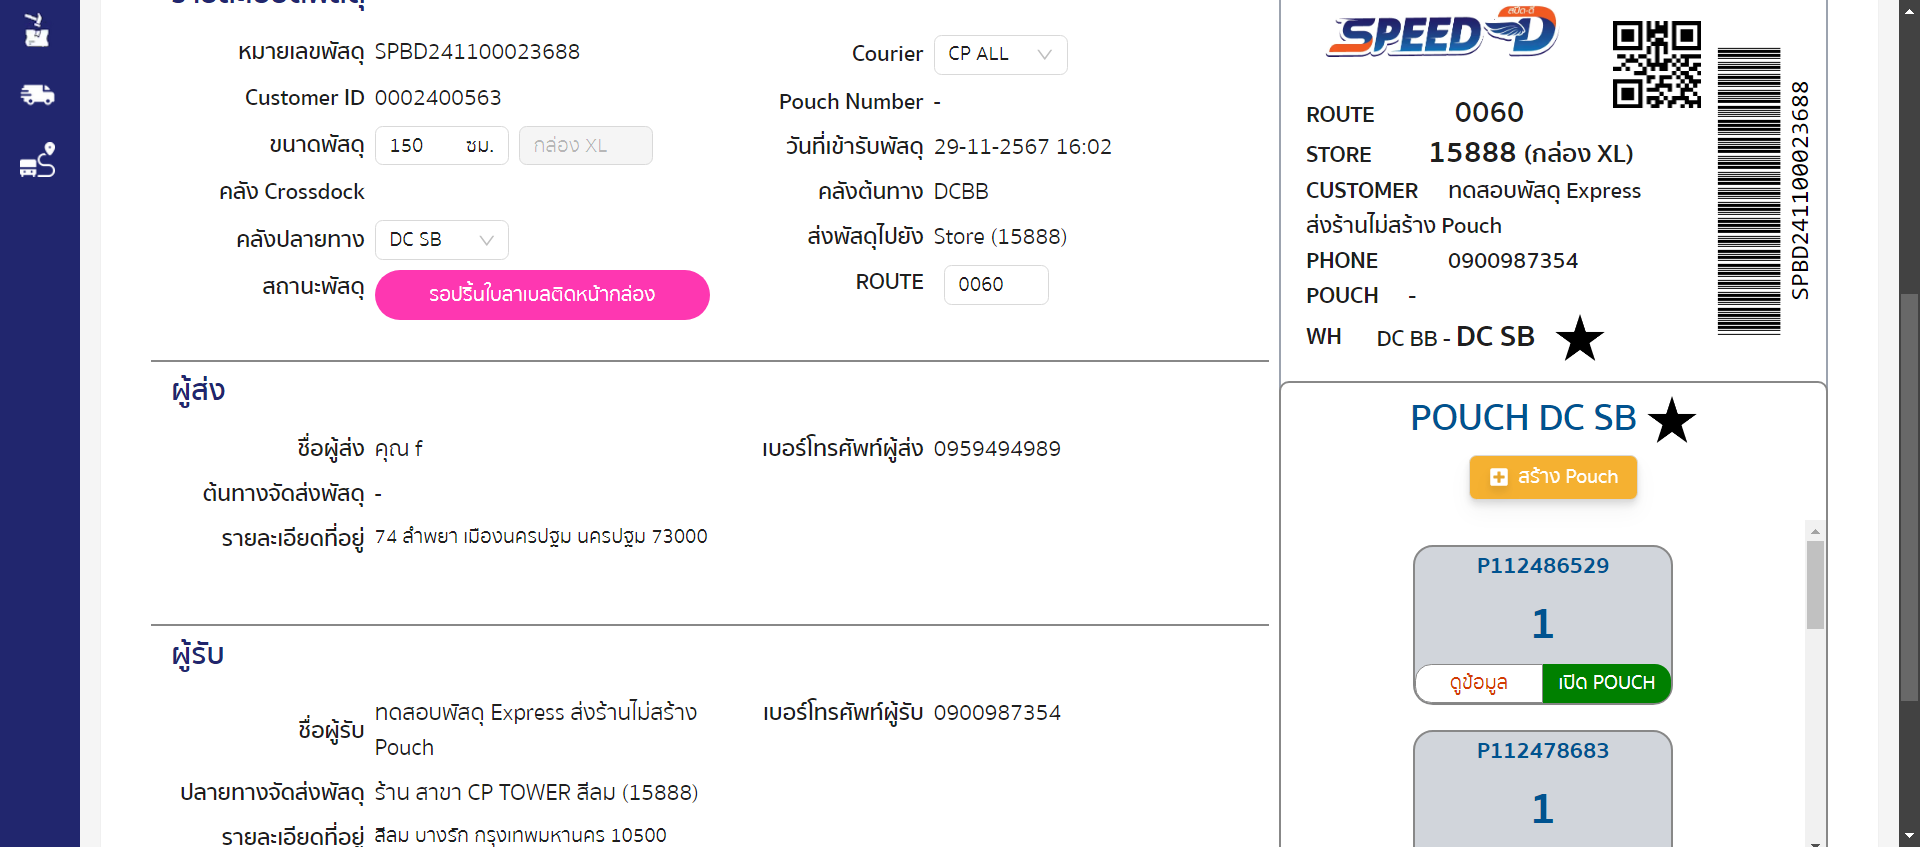 รายละเอียดพัสดุ
หมายเลขพัสดุ SPBD241100023688
Courier CP ALL
Customer ID 0002400563
Pouch Number -
ขนาดพัสดุ 150 ซม. กล่อง XL
วันที่เข้ารับพัสดุ 29-11-2567 16:02
คลัง Crossdock
คลังต้นทาง DCBB
คลังปลายทาง DC SB
ส่งพัสดุไปยัง Store (15888)
สถานะพัสดุ รอปริ้นใบลาเบลติดหน้ากล่อง
ROUTE 0060
ผู้ส่ง
ชื่อผู้ส่ง คุณ f
เบอร์โทรศัพท์ผู้ส่ง 0959494989
ต้นทางจัดส่งพัสดุ -
รายละเอียดที่อยู่ 74 ลำพยา เมืองนครปฐม นครปฐม 73000
ผู้รับ
ชื่อผู้รับ ทดสอบพัสดุ Express ส่งร้านไม่สร้าง
Pouch
เบอร์โทรศัพท์ผู้รับ 0900987354
ปลายทางจัดส่งพัสดุ ร้าน สาขา CP TOWER สีลม (15888)
รายละเอียดที่อยู่ สีลม บางรัก กรุงเทพมหานคร 10500
สปีด-ดี
SPEED D
ROUTE 0060
STORE 15888 (กล่อง XL)
CUSTOMER ทดสอบพัสดุ Express
ส่งร้านไม่สร้าง Pouch
PHONE 0900987354
POUCH -
WH DC BB - DC SB
SPBD241100023688
POUCH DC SB
สร้าง Pouch
P112486529
1
ดูข้อมูล เปิด POUCH
P112478683
1